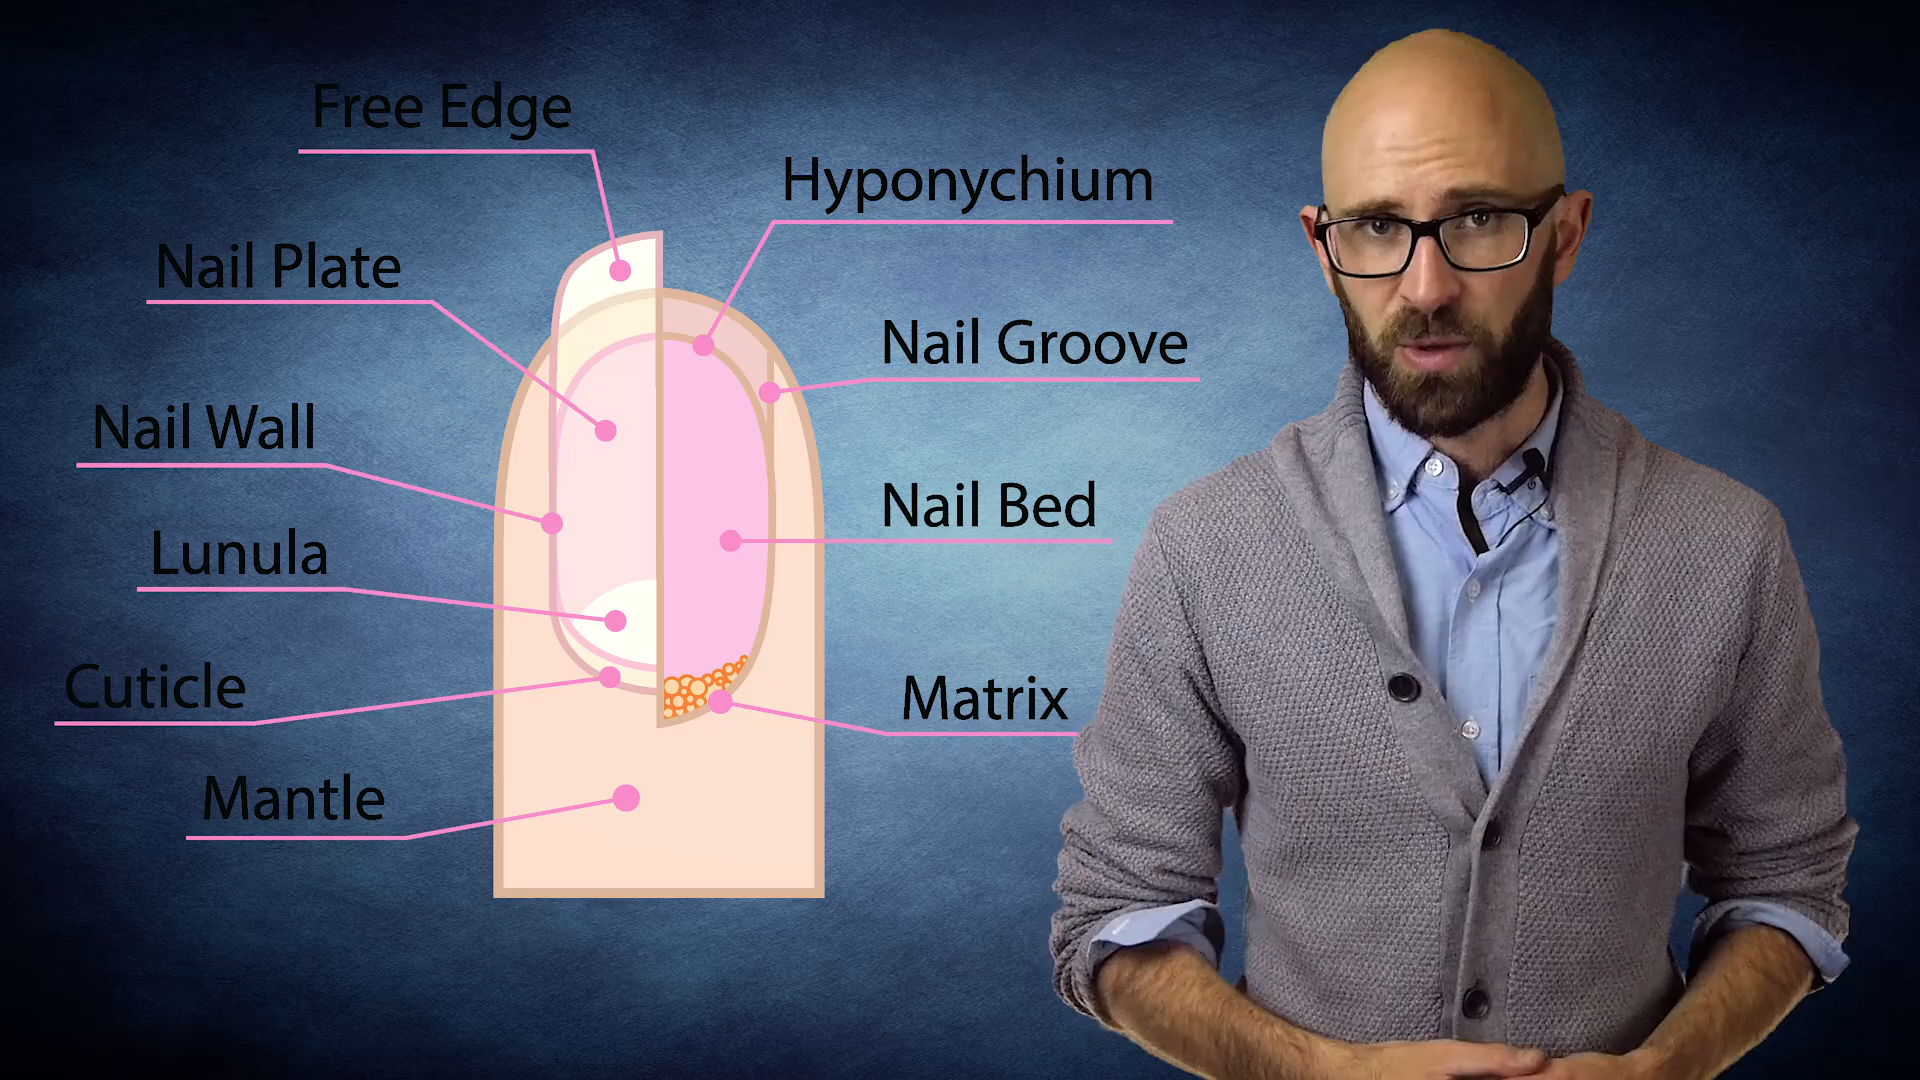 Free Edge
Hyponychium
Nail Plate
Nail Groove
Nail Wall
Nail Bed
Lunula
Cuticle
Matrix
Mantle